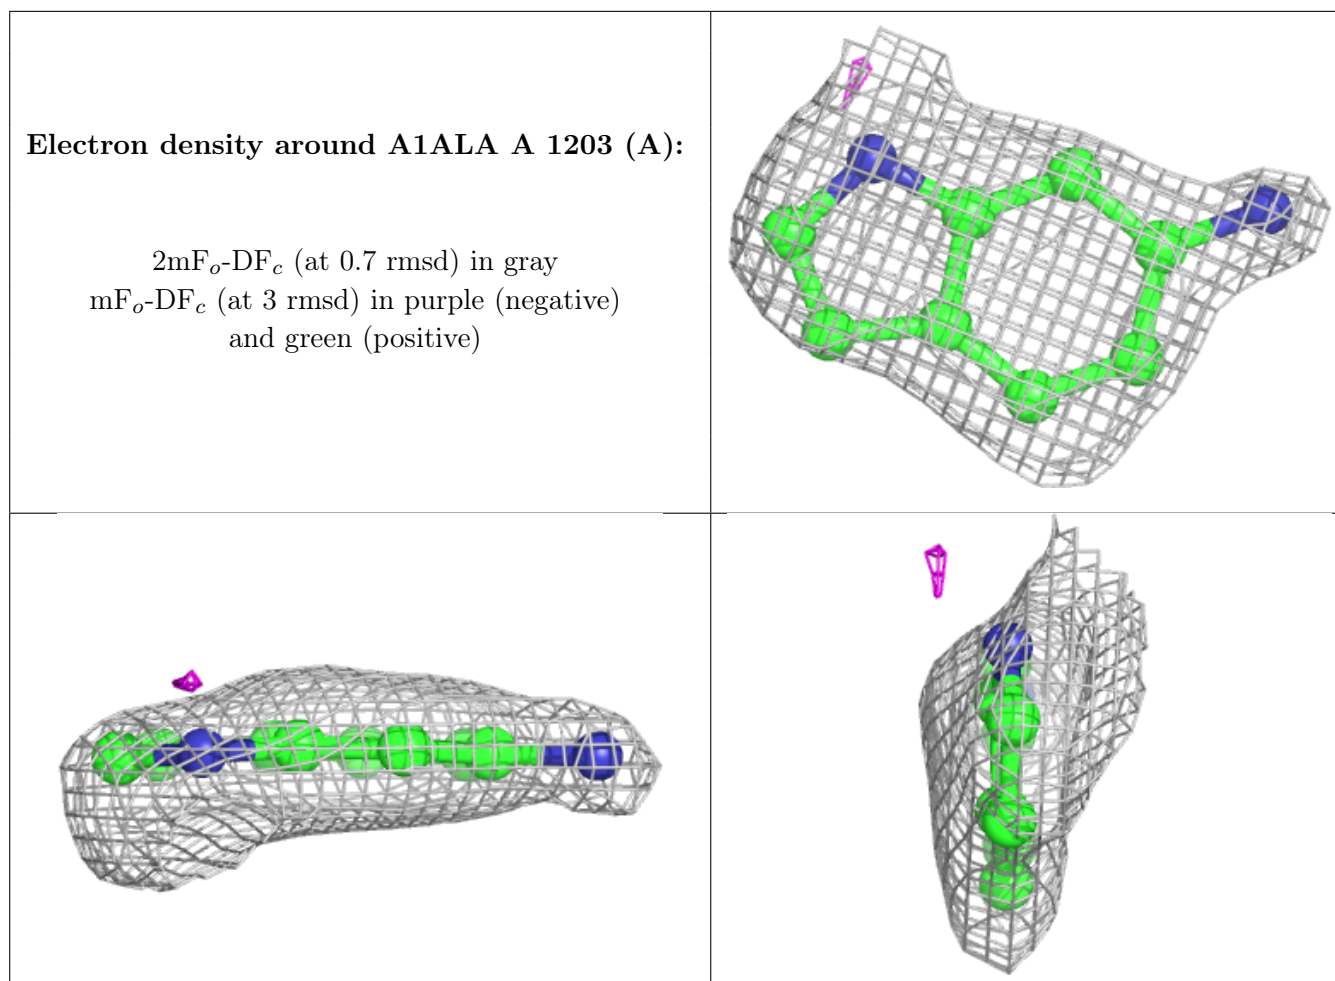 Electron density around A1ALA A 1203 (A):
2mFₒ-DF𝒸 (at 0.7 rmsd) in gray
mFₒ-DF𝒸 (at 3 rmsd) in purple (negative)
and green (positive)